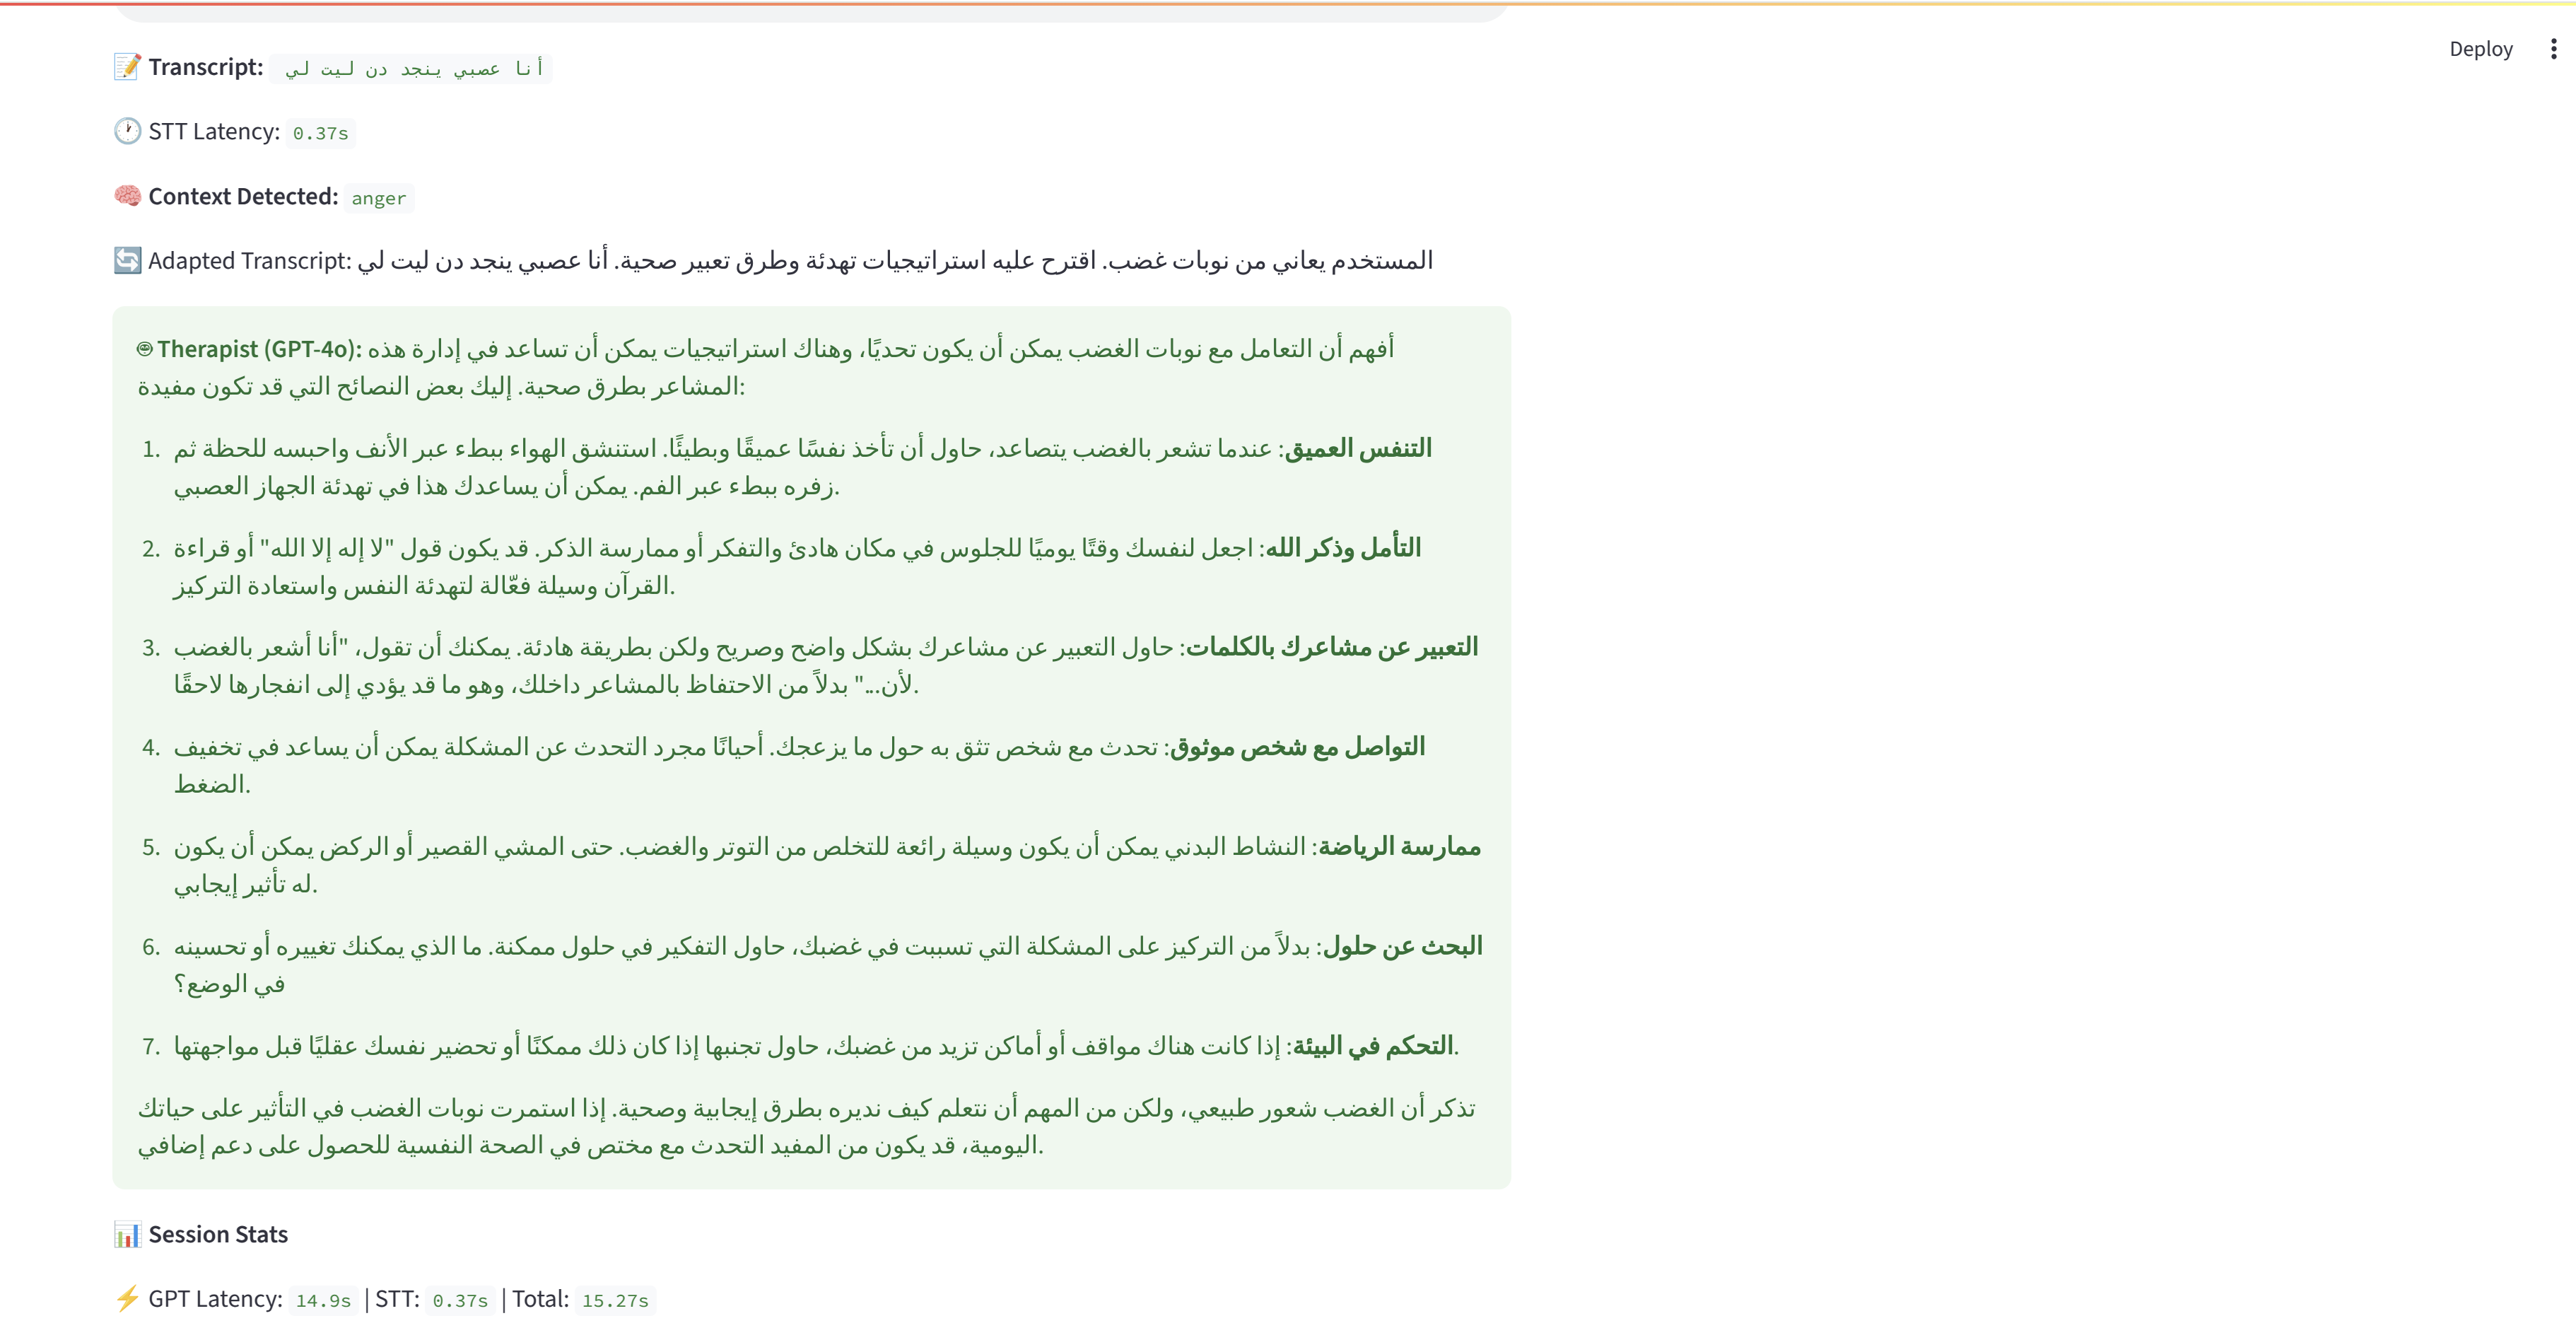 Deploy
📝 Transcript: أنا عصبي ينجد دن ليت لي
🕐 STT Latency: 0.37s
🧠 Context Detected: anger
🔄 Adapted Transcript: المستخدم يعاني من نوبات غضب. اقترح عليه استراتيجيات تهدئة وطرق تعبير صحية. أنا عصبي ينجد دن ليت لي
Therapist (GPT-4o): أفهم أن التعامل مع نوبات الغضب يمكن أن يكون تحديًا، وهناك استراتيجيات يمكن أن تساعد في إدارة هذه
المشاعر بطرق صحية. إليك بعض النصائح التي قد تكون مفيدة:
1. التنفس العميق: عندما تشعر بالغضب يتصاعد، حاول أن تأخذ نفسًا عميقًا وبطيئًا. استنشق الهواء ببطء عبر الأنف واحبسه للحظة ثم
زفره ببطء عبر الفم. يمكن أن يساعدك هذا في تهدئة الجهاز العصبي.
2. التأمل وذكر الله: اجعل لنفسك وقتًا يوميًا للجلوس في مكان هادئ والتفكر أو ممارسة الذكر. قد يكون قول "لا إله إلا الله" أو قراءة
القرآن وسيلة فعّالة لتهدئة النفس واستعادة التركيز.
3. التعبير عن مشاعرك بالكلمات: حاول التعبير عن مشاعرك بشكل واضح وصريح ولكن بطريقة هادئة. يمكنك أن تقول، "أنا أشعر بالغضب
لأن..." بدلاً من الاحتفاظ بالمشاعر داخلك، وهو ما قد يؤدي إلى انفجارها لاحقًا.
4. التواصل مع شخص موثوق: تحدث مع شخص تثق به حول ما يزعجك. أحيانًا مجرد التحدث عن المشكلة يمكن أن يساعد في تخفيف
الضغط.
5. ممارسة الرياضة: النشاط البدني يمكن أن يكون وسيلة رائعة للتخلص من التوتر والغضب. حتى المشي القصير أو الركض يمكن أن يكون
له تأثير إيجابي.
6. البحث عن حلول: بدلاً من التركيز على المشكلة التي تسببت في غضبك، حاول التفكير في حلول ممكنة. ما الذي يمكنك تغييره أو تحسينه
في الوضع؟
7. التحكم في البيئة: إذا كانت هناك مواقف أو أماكن تزيد من غضبك، حاول تجنبها إذا كان ذلك ممكنًا أو تحضير نفسك عقليًا قبل مواجهتها.
تذكر أن الغضب شعور طبيعي، ولكن من المهم أن نتعلم كيف نديره بطرق إيجابية وصحية. إذا استمرت نوبات الغضب في التأثير على حياتك
اليومية، قد يكون من المفيد التحدث مع مختص في الصحة النفسية للحصول على دعم إضافي.
📊 Session Stats
⚡ GPT Latency: 14.9s | STT: 0.37s | Total: 15.27s